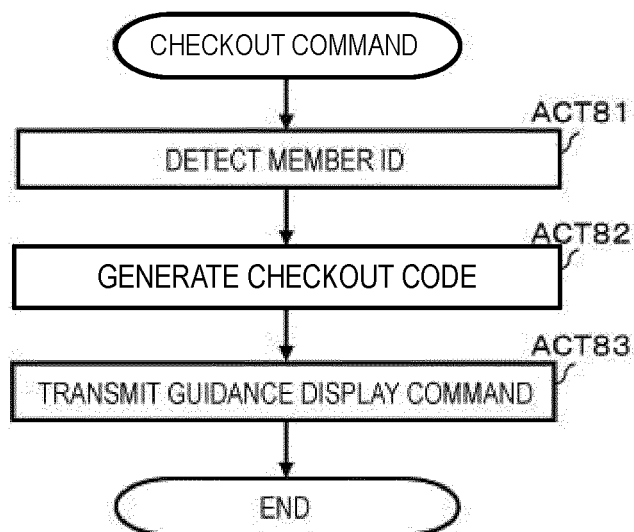 CHECKOUT COMMAND
ACT81
DETECT MEMBER ID
ACT82
GENERATE CHECKOUT CODE
ACT83
TRANSMIT GUIDANCE DISPLAY COMMAND
END